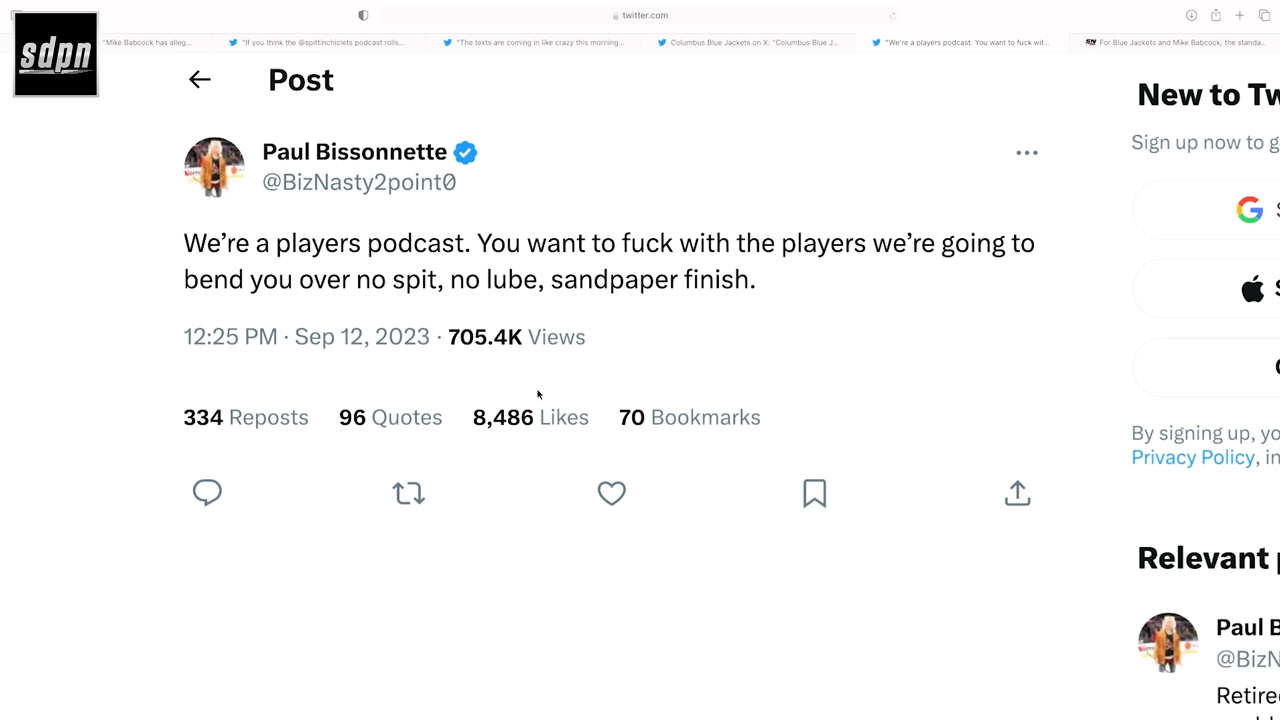 sdpn
twitter.com
"Mike Babcock has alleg...
"If you think the @spittinchiclets podcast rolls...
"The texts are coming in like crazy this morning...
Columbus Blue Jackets on X: "Columbus Blue J...
"We're a players podcast. You want to fuck wit...
SN For Blue Jackets and Mike Babcock, the standa...
Post
Paul Bissonnette
@BizNasty2point0
We're a players podcast. You want to fuck with the players we're going to
bend you over no spit, no lube, sandpaper finish.
12:25 PM · Sep 12, 2023 · 705.4K Views
334 Reposts 96 Quotes 8,486 Likes 70 Bookmarks
New to Tw
Sign up now to g
S
S
C
By signing up, yo
Privacy Policy, in
Relevant p
Paul B
@BizN
Retired